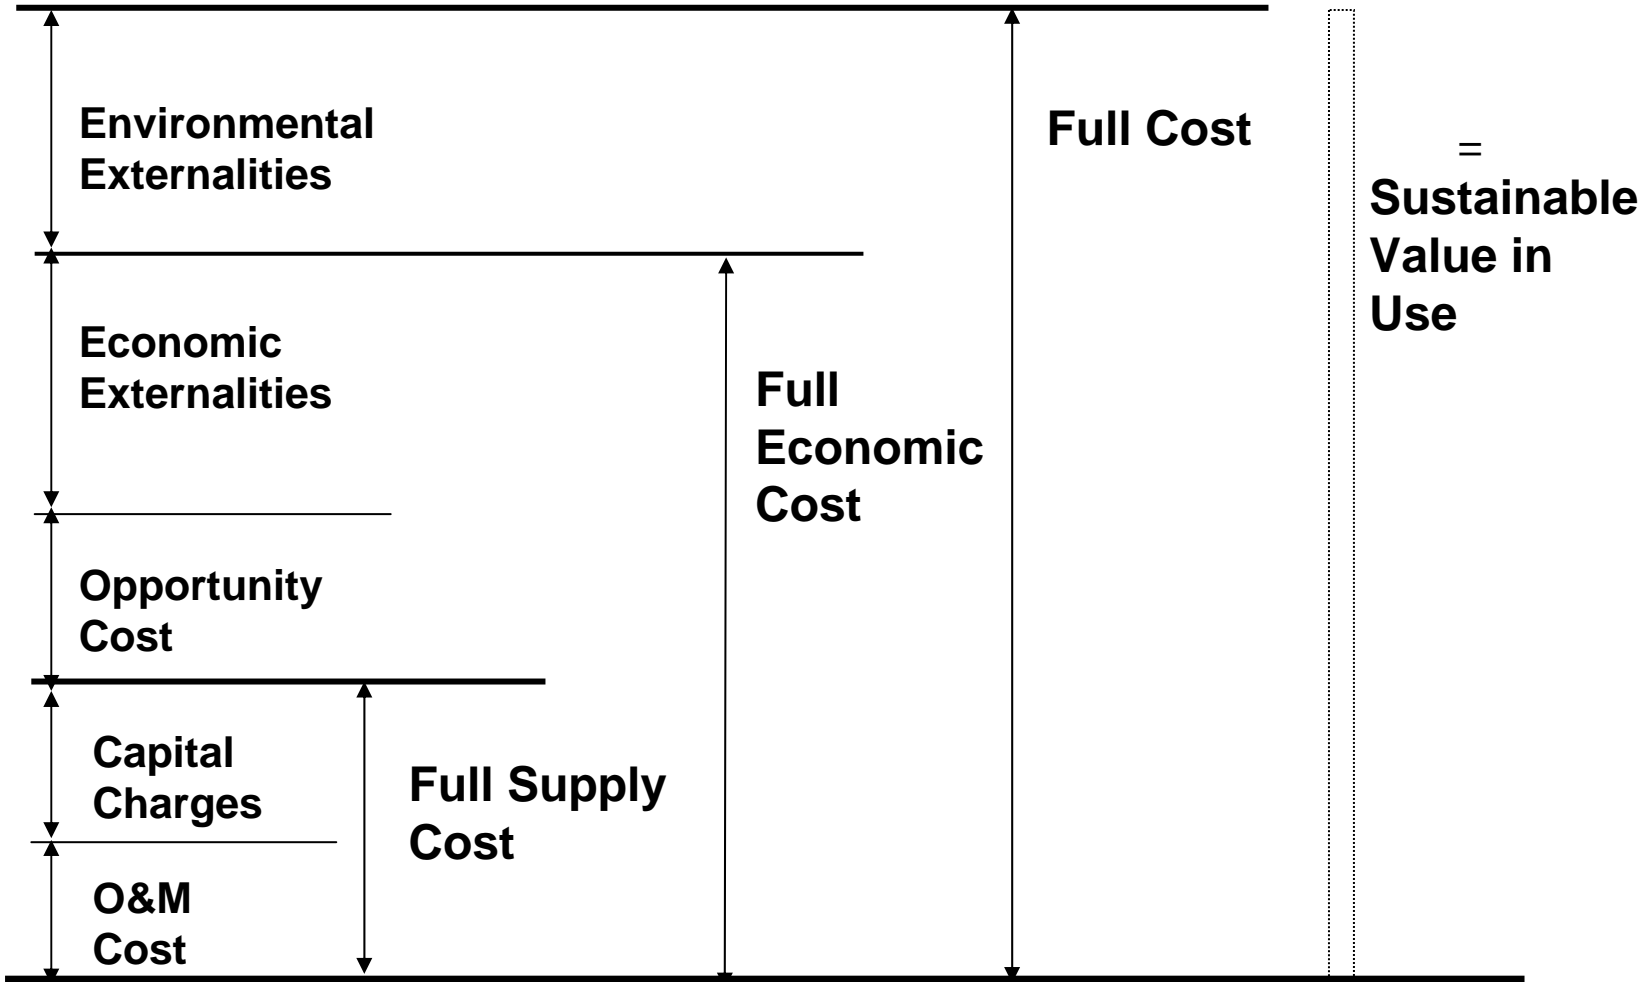 Environmental
Externalities
Full Cost
=
Sustainable
Value in
Use
Economic
Externalities
Full
Economic
Cost
Opportunity
Cost
Capital
Charges
Full Supply
Cost
O&M
Cost